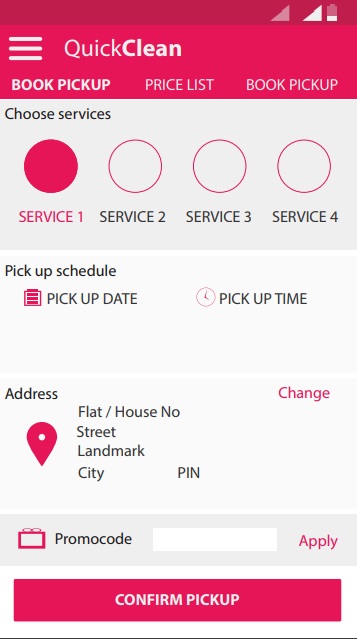 QuickClean
BOOK PICKUP PRICE LIST BOOK PICKUP
Choose services
SERVICE 1 SERVICE 2 SERVICE 3 SERVICE 4
Pick up schedule
PICK UP DATE PICK UP TIME
Address Change
Flat / House No
Street
Landmark
City PIN
Promocode Apply
CONFIRM PICKUP